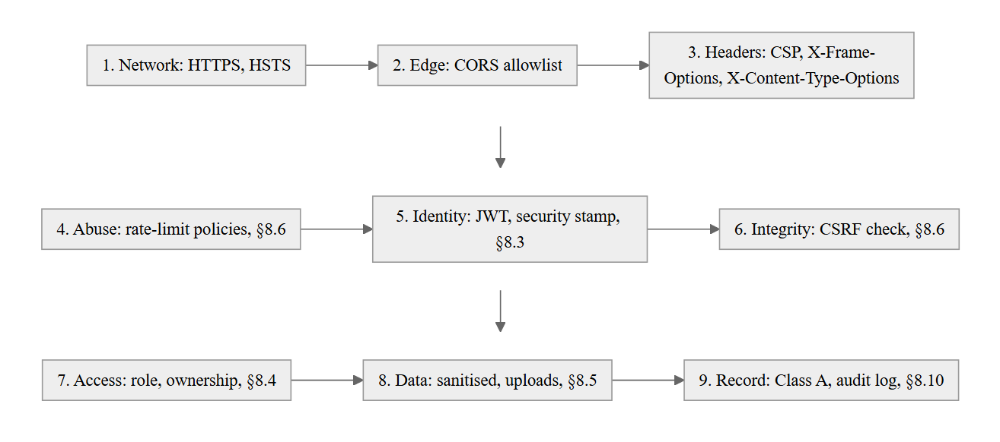 1. Network: HTTPS, HSTS
2. Edge: CORS allowlist
3. Headers: CSP, X-Frame-
Options, X-Content-Type-Options
4. Abuse: rate-limit policies, §8.6
5. Identity: JWT, security stamp,
§8.3
6. Integrity: CSRF check, §8.6
7. Access: role, ownership, §8.4
8. Data: sanitised, uploads, §8.5
9. Record: Class A, audit log, §8.10